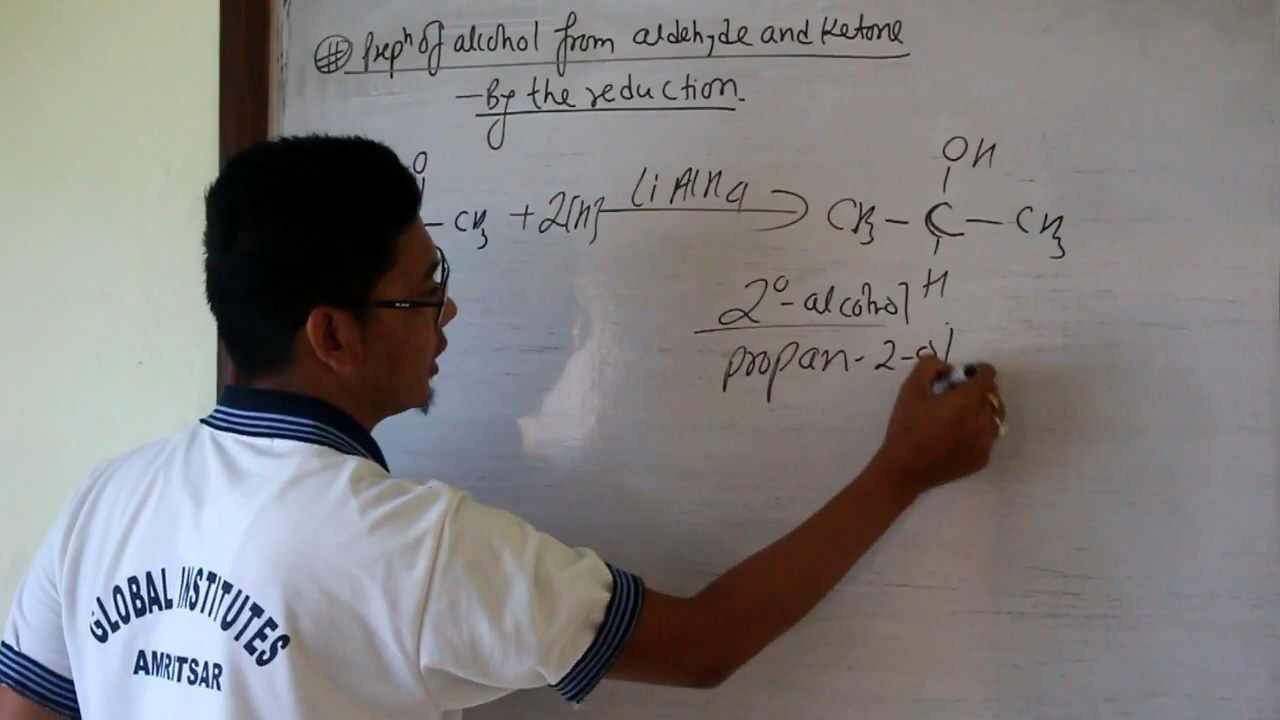 # Prepⁿ of alcohol from aldehyde and Ketone
- By the reduction.
O
- CH3 + 2[H] LiAlH4
OH
CH3 - C - CH3
H
2°-alcohol
propan-2-ol
GLOBAL INSTITUTES
AMRITSAR